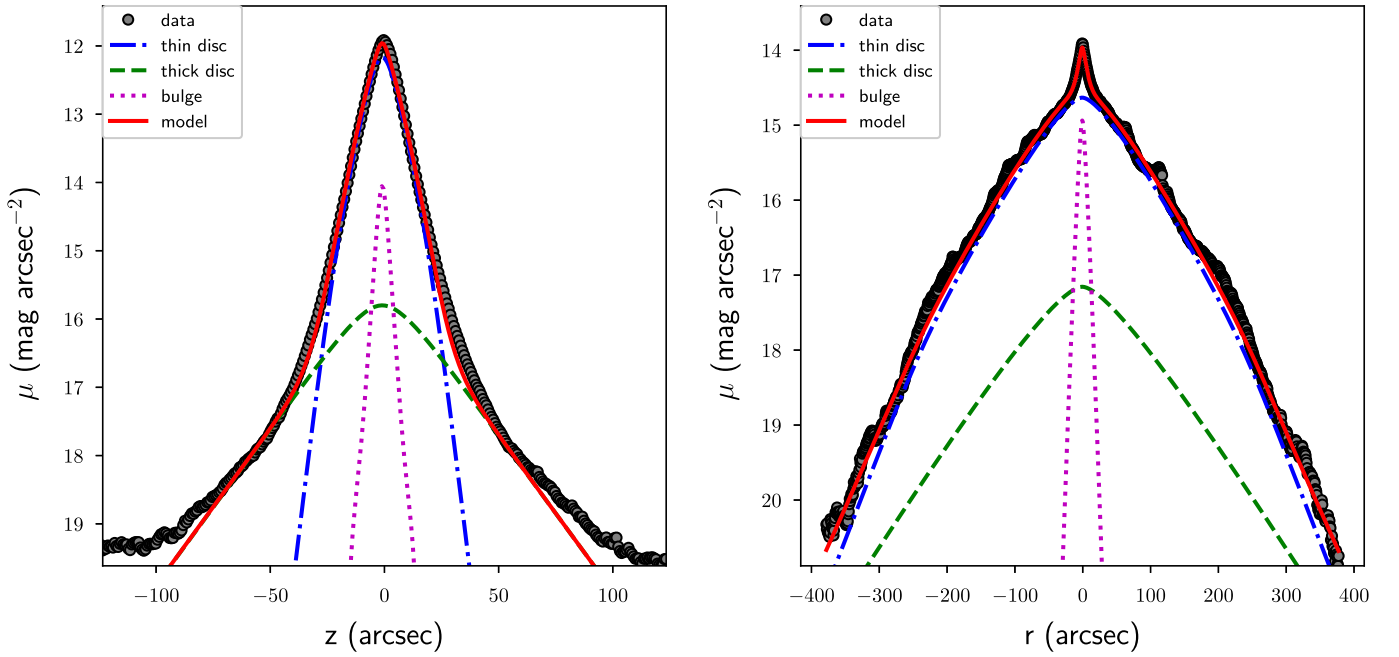 data
thin disc
thick disc
bulge
model
12
13
14
15
16
17
18
19
μ (mag arcsec⁻²)
−100
−50
0
50
100
z (arcsec)
data
thin disc
thick disc
bulge
model
14
15
16
17
18
19
20
μ (mag arcsec⁻²)
−400
−300
−200
−100
0
100
200
300
400
r (arcsec)